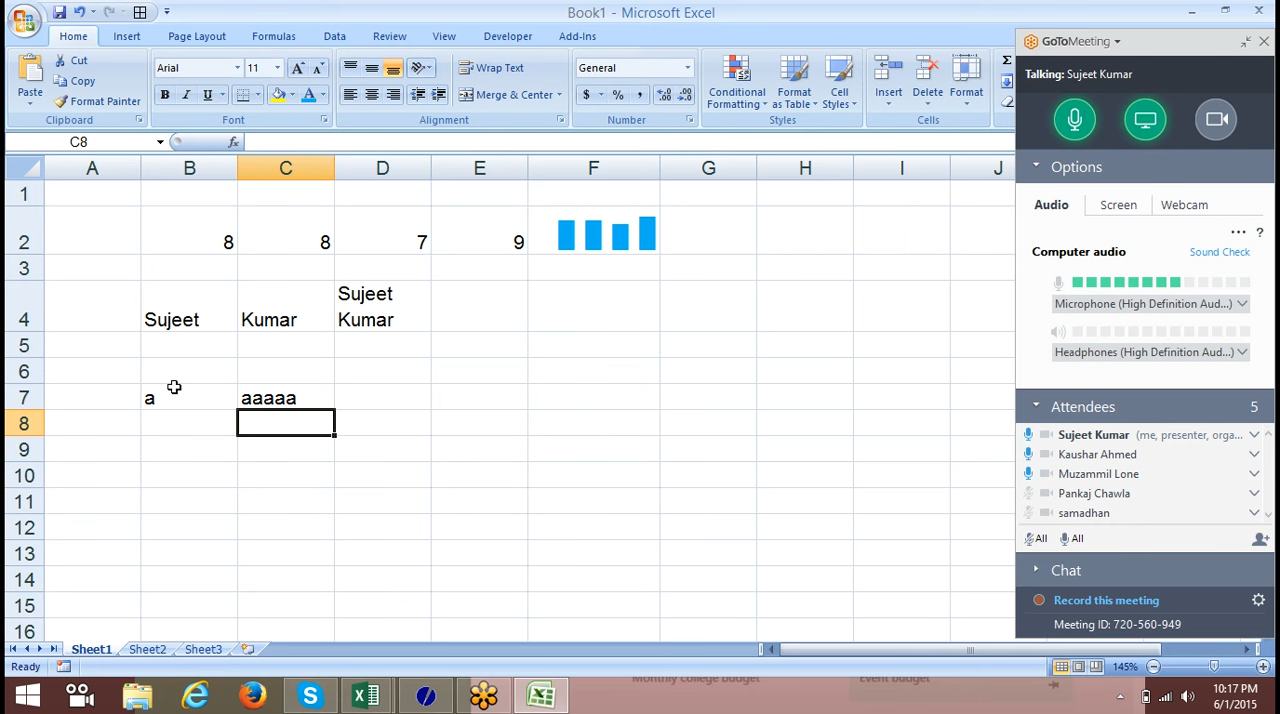 Book1 - Microsoft Excel
Home Insert Page Layout Formulas Data Review View Developer Add-Ins
Paste
Cut
Copy
Format Painter
Clipboard
Arial 11
B I U
Font
Wrap Text
Merge & Center
Alignment
General
$ % ,
Number
Conditional Formatting
Format as Table
Cell Styles
Styles
Insert Delete Format
Cells
C8
fx
A B C D E F G H I J
1
2 8 8 7 9
3
4 Sujeet Kumar Sujeet Kumar
5
6
7 a aaaaa
8
9
10
11
12
13
14
15
16
Sheet1 Sheet2 Sheet3
Ready
145%
GoToMeeting
Talking: Sujeet Kumar
Options
Audio Screen Webcam
... ?
Computer audio Sound Check
Microphone (High Definition Aud...)
Headphones (High Definition Aud...)
Attendees 5
Sujeet Kumar (me, presenter, orga...
Kaushar Ahmed
Muzammil Lone
Pankaj Chawla
samadhan
All All
Chat
Record this meeting
Meeting ID: 720-560-949
Monthly college budget
Event budget
10:17 PM
6/1/2015